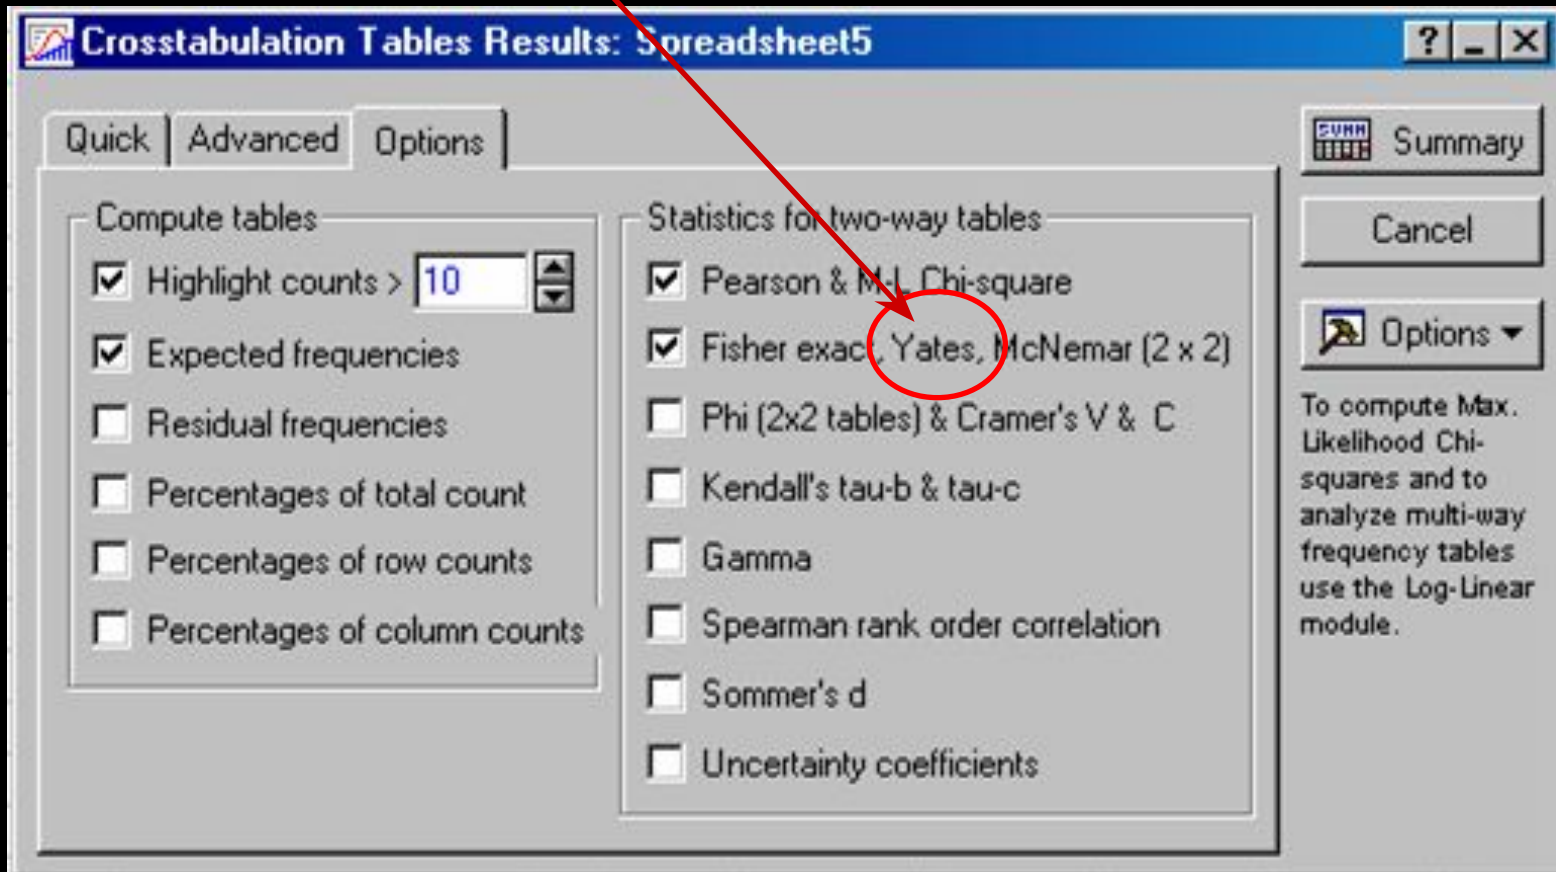 Crosstabulation Tables Results: Spreadsheet5
Quick
Advanced
Options
Compute tables
Highlight counts > 10
Expected frequencies
Residual frequencies
Percentages of total count
Percentages of row counts
Percentages of column counts
Statistics for two-way tables
Pearson & M-L Chi-square
Fisher exact, Yates, McNemar (2 x 2)
Phi (2x2 tables) & Cramer's V & C
Kendall's tau-b & tau-c
Gamma
Spearman rank order correlation
Sommer's d
Uncertainty coefficients
SUMM
Summary
Cancel
Options
To compute Max.
Likelihood Chi-
squares and to
analyze multi-way
frequency tables
use the Log-Linear
module.